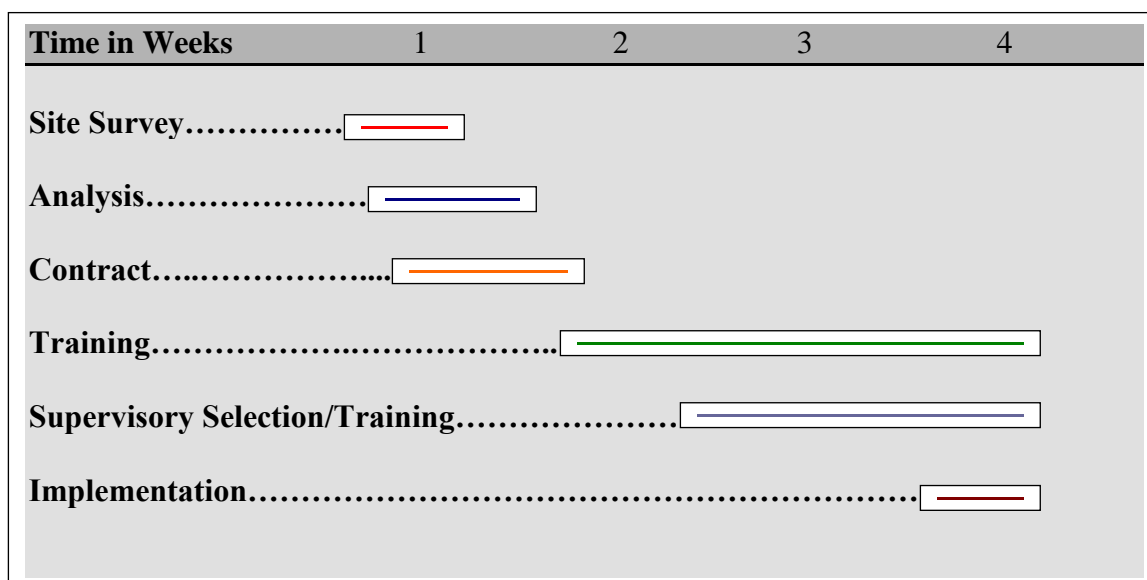 Time in Weeks 1 2 3 4
Site Survey……………
Analysis………………….
Contract…..……………....
Training………………..………………..
Supervisory Selection/Training………………….
Implementation…………………………………………………….